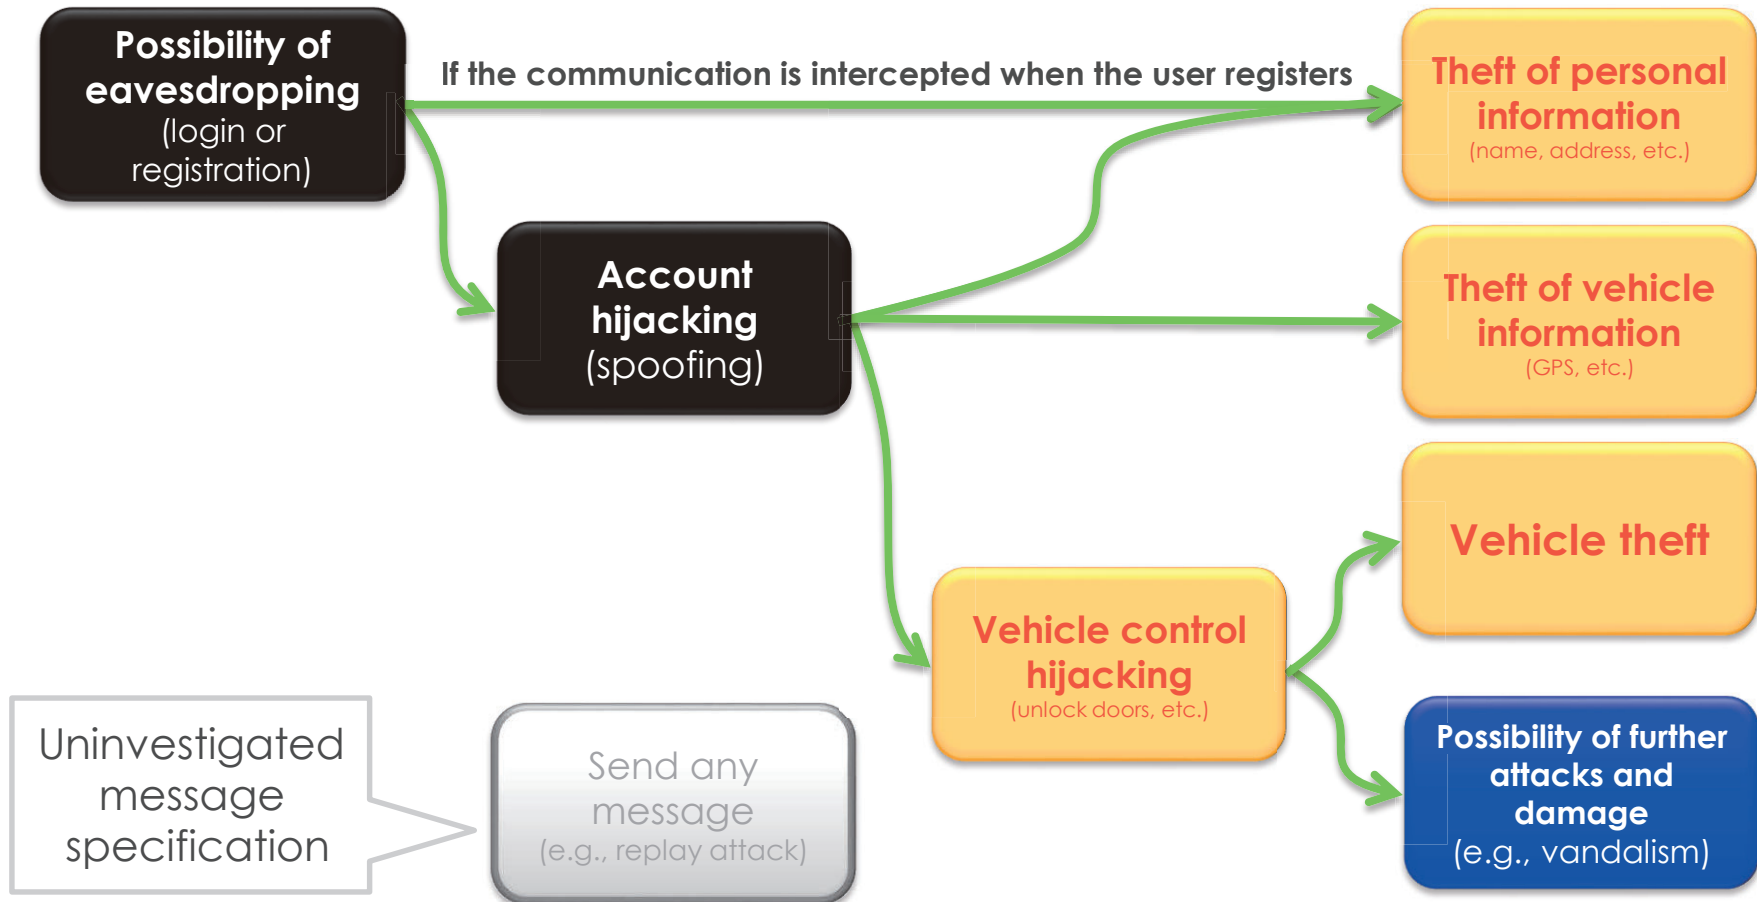 Possibility of
eavesdropping
(login or
registration)
If the communication is intercepted when the user registers
Theft of personal
information
(name, address, etc.)
Account
hijacking
(spoofing)
Theft of vehicle
information
(GPS, etc.)
Vehicle theft
Vehicle control
hijacking
(unlock doors, etc.)
Uninvestigated
message
specification
Send any
message
(e.g., replay attack)
Possibility of further
attacks and
damage
(e.g., vandalism)